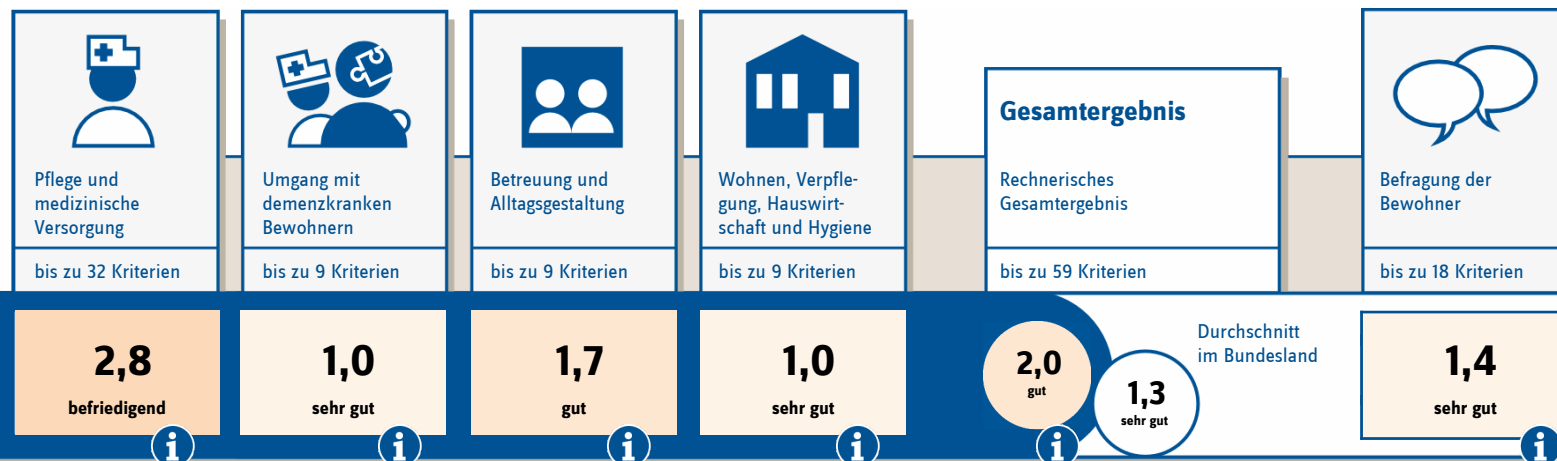 Pflege und
medizinische
Versorgung
bis zu 32 Kriterien
2,8
befriedigend
i
Umgang mit
demenzkranken
Bewohnern
bis zu 9 Kriterien
1,0
sehr gut
i
Betreuung und
Alltagsgestaltung
bis zu 9 Kriterien
1,7
gut
i
Wohnen, Verpfle-
gung, Hauswirt-
schaft und Hygiene
bis zu 9 Kriterien
1,0
sehr gut
i
Gesamtergebnis
Rechnerisches
Gesamtergebnis
bis zu 59 Kriterien
2,0
gut
i
1,3
sehr gut
Durchschnitt
im Bundesland
Befragung der
Bewohner
bis zu 18 Kriterien
1,4
sehr gut
i